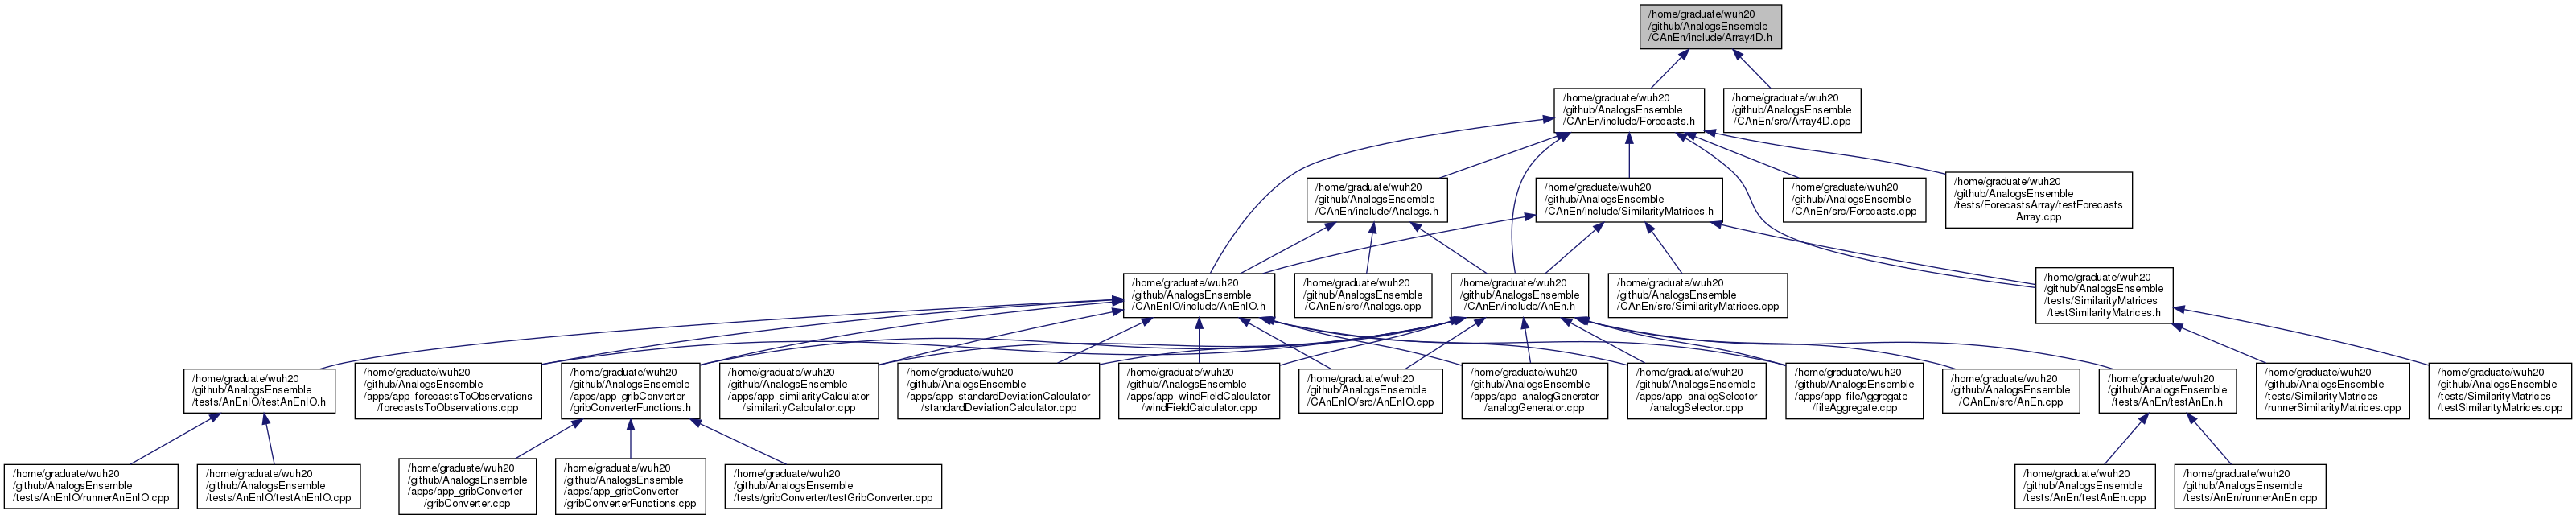 /home/graduate/wuh20
/github/AnalogsEnsemble
/CAnEn/include/Array4D.h
/home/graduate/wuh20
/github/AnalogsEnsemble
/CAnEn/include/Forecasts.h
/home/graduate/wuh20
/github/AnalogsEnsemble
/CAnEn/src/Array4D.cpp
/home/graduate/wuh20
/github/AnalogsEnsemble
/CAnEn/include/Analogs.h
/home/graduate/wuh20
/github/AnalogsEnsemble
/CAnEn/include/SimilarityMatrices.h
/home/graduate/wuh20
/github/AnalogsEnsemble
/CAnEn/src/Forecasts.cpp
/home/graduate/wuh20
/github/AnalogsEnsemble
/tests/ForecastsArray/testForecasts
Array.cpp
/home/graduate/wuh20
/github/AnalogsEnsemble
/CAnEnIO/include/AnEnIO.h
/home/graduate/wuh20
/github/AnalogsEnsemble
/CAnEn/src/Analogs.cpp
/home/graduate/wuh20
/github/AnalogsEnsemble
/CAnEn/include/AnEn.h
/home/graduate/wuh20
/github/AnalogsEnsemble
/CAnEn/src/SimilarityMatrices.cpp
/home/graduate/wuh20
/github/AnalogsEnsemble
/tests/SimilarityMatrices
/testSimilarityMatrices.h
/home/graduate/wuh20
/github/AnalogsEnsemble
/tests/AnEnIO/testAnEnIO.h
/home/graduate/wuh20
/github/AnalogsEnsemble
/apps/app_forecastsToObservations
/forecastsToObservations.cpp
/home/graduate/wuh20
/github/AnalogsEnsemble
/apps/app_gribConverter
/gribConverterFunctions.h
/home/graduate/wuh20
/github/AnalogsEnsemble
/apps/app_similarityCalculator
/similarityCalculator.cpp
/home/graduate/wuh20
/github/AnalogsEnsemble
/apps/app_standardDeviationCalculator
/standardDeviationCalculator.cpp
/home/graduate/wuh20
/github/AnalogsEnsemble
/apps/app_windFieldCalculator
/windFieldCalculator.cpp
/home/graduate/wuh20
/github/AnalogsEnsemble
/CAnEnIO/src/AnEnIO.cpp
/home/graduate/wuh20
/github/AnalogsEnsemble
/apps/app_analogGenerator
/analogGenerator.cpp
/home/graduate/wuh20
/github/AnalogsEnsemble
/apps/app_analogSelector
/analogSelector.cpp
/home/graduate/wuh20
/github/AnalogsEnsemble
/apps/app_fileAggregate
/fileAggregate.cpp
/home/graduate/wuh20
/github/AnalogsEnsemble
/CAnEn/src/AnEn.cpp
/home/graduate/wuh20
/github/AnalogsEnsemble
/tests/AnEn/testAnEn.h
/home/graduate/wuh20
/github/AnalogsEnsemble
/tests/SimilarityMatrices
/runnerSimilarityMatrices.cpp
/home/graduate/wuh20
/github/AnalogsEnsemble
/tests/SimilarityMatrices
/testSimilarityMatrices.cpp
/home/graduate/wuh20
/github/AnalogsEnsemble
/tests/AnEnIO/runnerAnEnIO.cpp
/home/graduate/wuh20
/github/AnalogsEnsemble
/tests/AnEnIO/testAnEnIO.cpp
/home/graduate/wuh20
/github/AnalogsEnsemble
/apps/app_gribConverter
/gribConverter.cpp
/home/graduate/wuh20
/github/AnalogsEnsemble
/apps/app_gribConverter
/gribConverterFunctions.cpp
/home/graduate/wuh20
/github/AnalogsEnsemble
/tests/gribConverter/testGribConverter.cpp
/home/graduate/wuh20
/github/AnalogsEnsemble
/tests/AnEn/testAnEn.cpp
/home/graduate/wuh20
/github/AnalogsEnsemble
/tests/AnEn/runnerAnEn.cpp